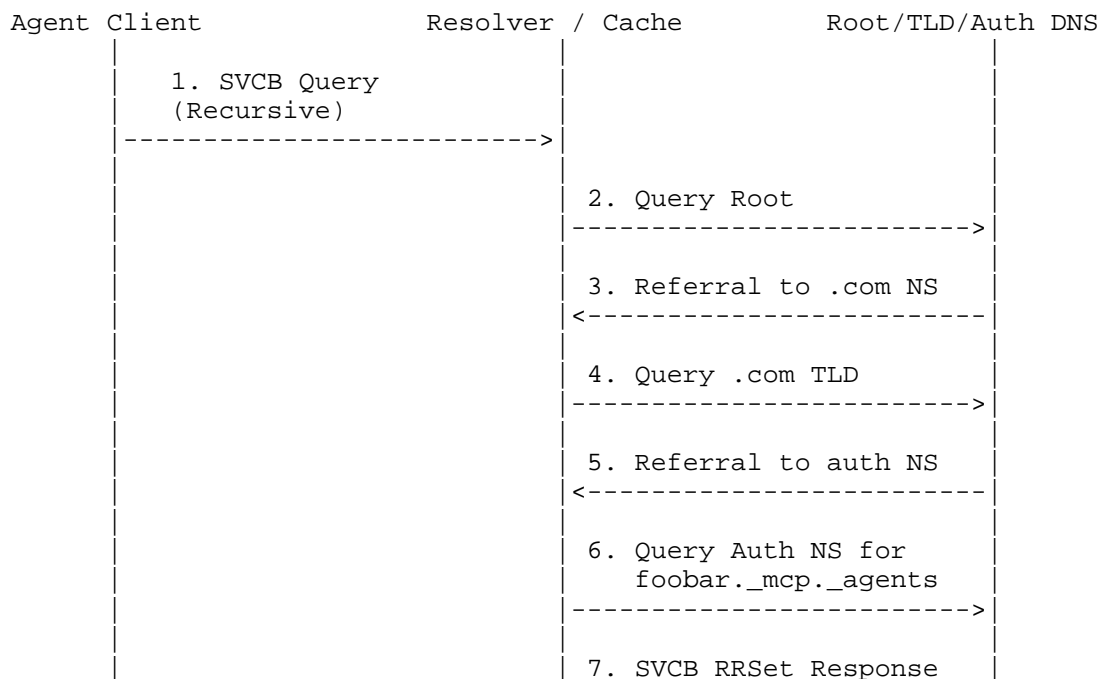 Agent Client Resolver / Cache Root/TLD/Auth DNS
1. SVCB Query
(Recursive)
-------------------------->
2. Query Root
------------------------->
3. Referral to .com NS
<-------------------------
4. Query .com TLD
------------------------->
5. Referral to auth NS
<-------------------------
6. Query Auth NS for
foobar._mcp._agents
------------------------->
7. SVCB RRSet Response